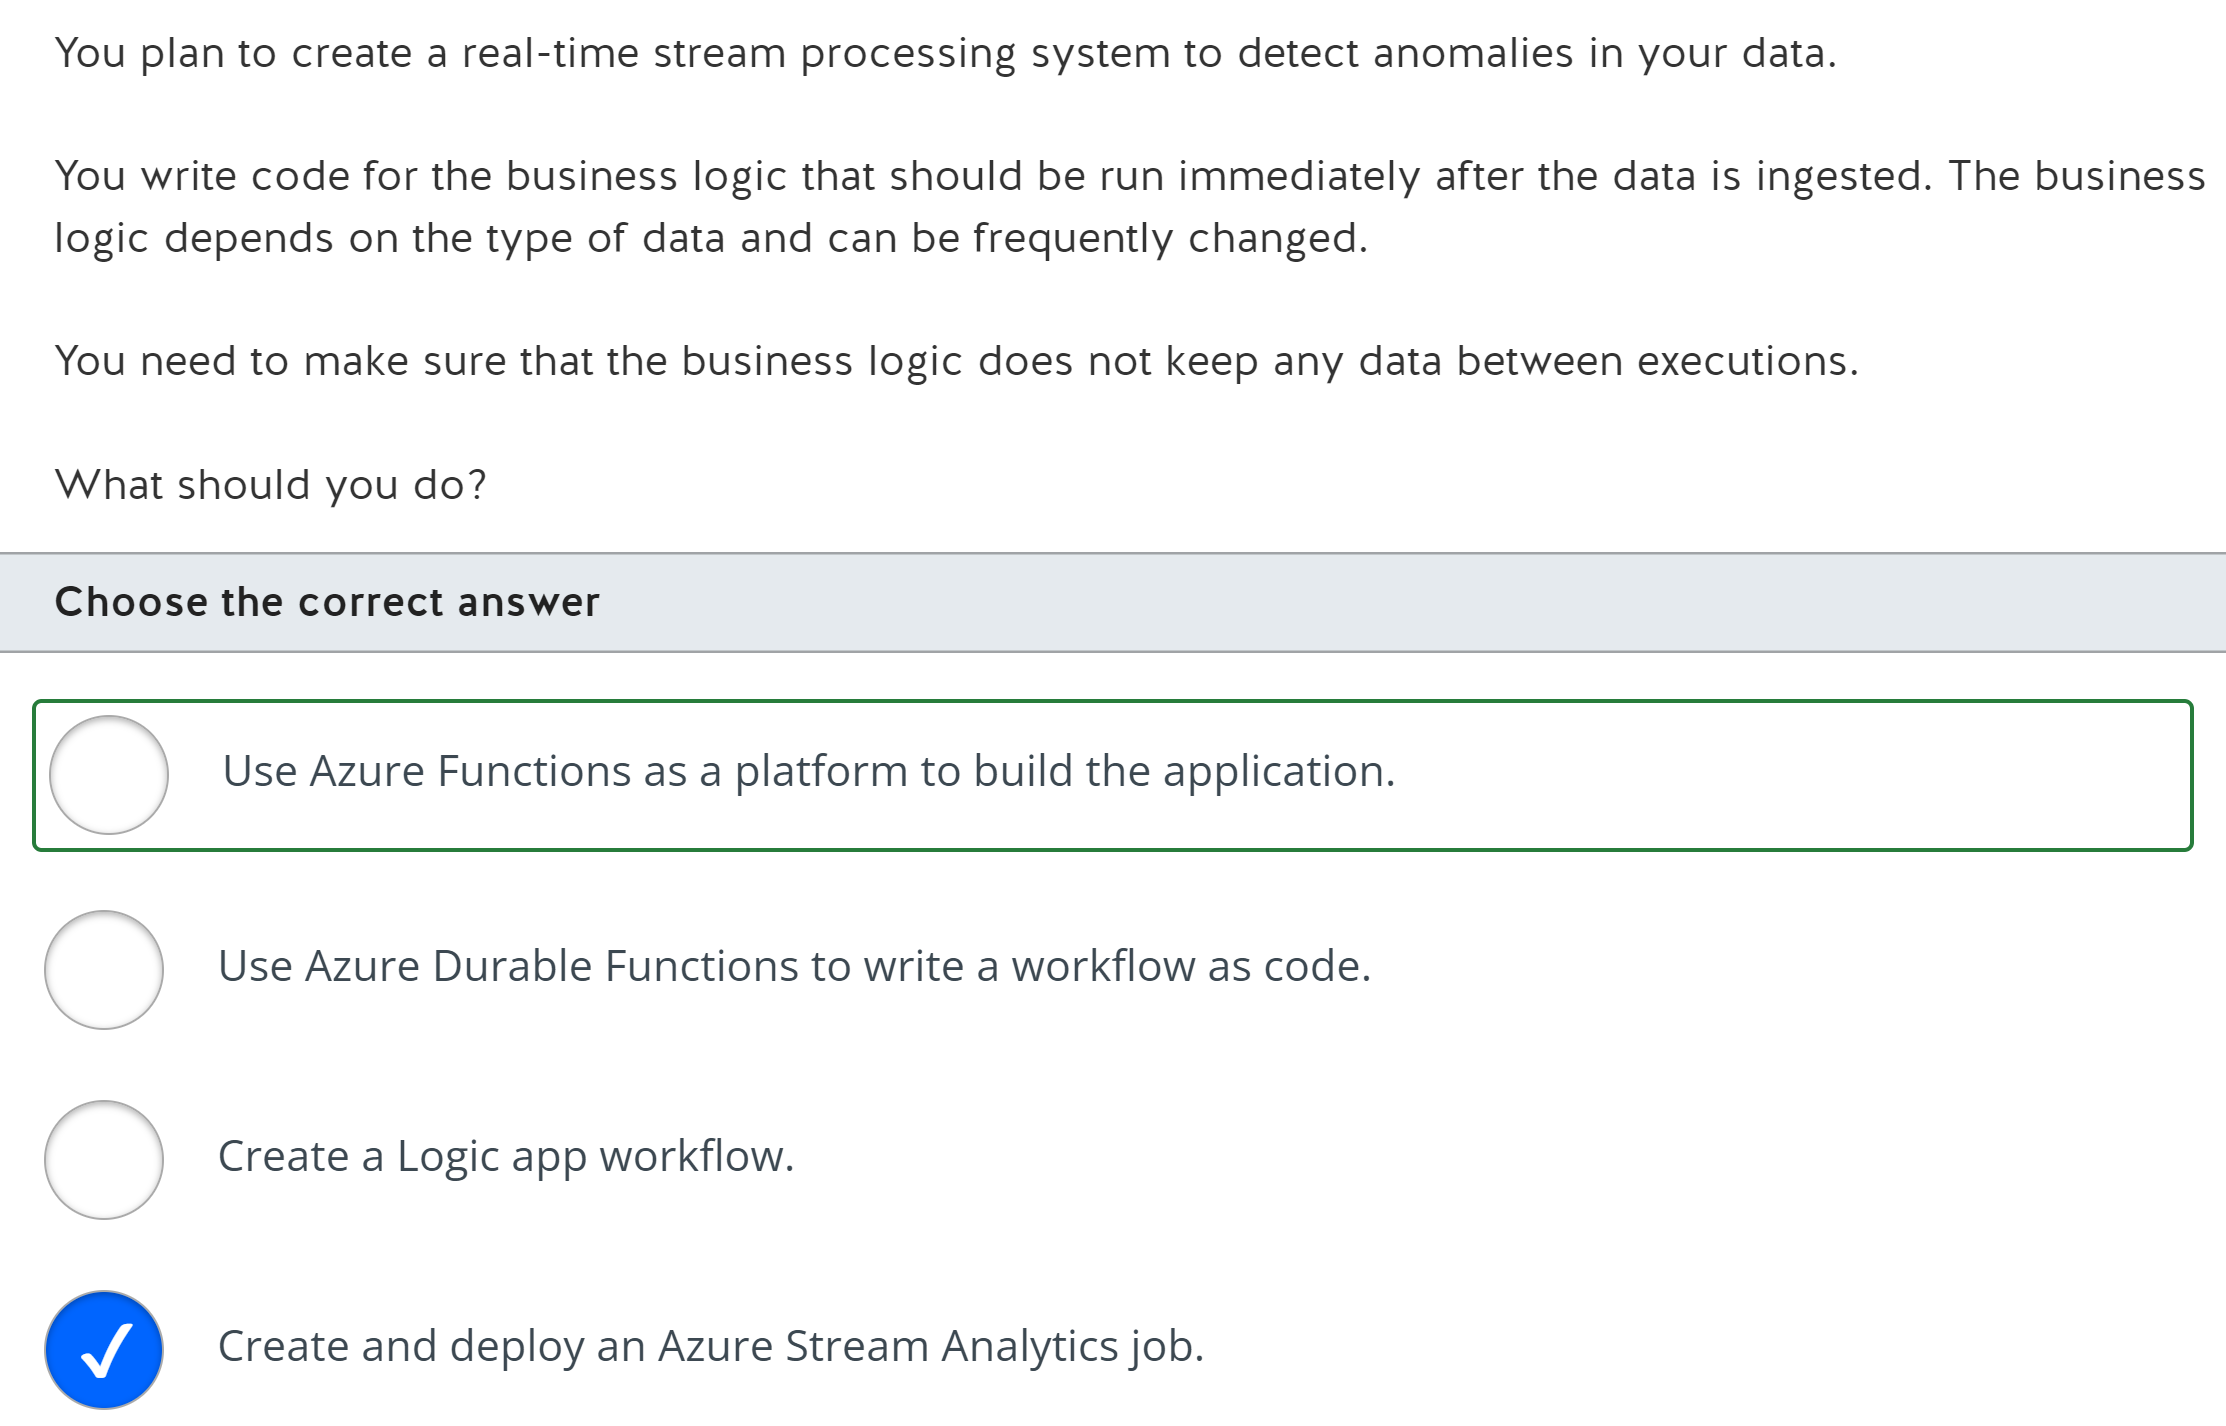 You plan to create a real-time stream processing system to detect anomalies in your data.
You write code for the business logic that should be run immediately after the data is ingested. The business
logic depends on the type of data and can be frequently changed.
You need to make sure that the business logic does not keep any data between executions.
What should you do?
Choose the correct answer
Use Azure Functions as a platform to build the application.
Use Azure Durable Functions to write a workflow as code.
Create a Logic app workflow.
Create and deploy an Azure Stream Analytics job.